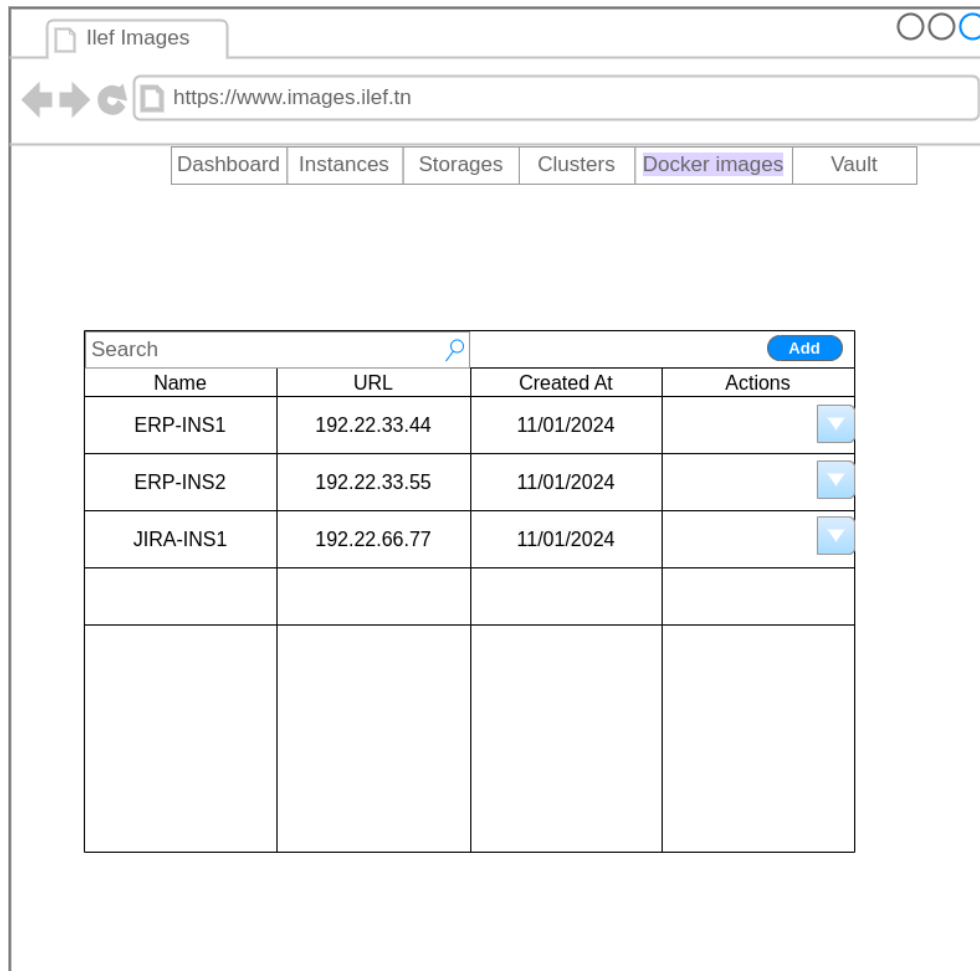 Ilef Images
https://www.images.ilef.tn
Dashboard Instances Storages Clusters Docker images Vault
Search Add
Name URL Created At Actions
ERP-INS1 192.22.33.44 11/01/2024
ERP-INS2 192.22.33.55 11/01/2024
JIRA-INS1 192.22.66.77 11/01/2024